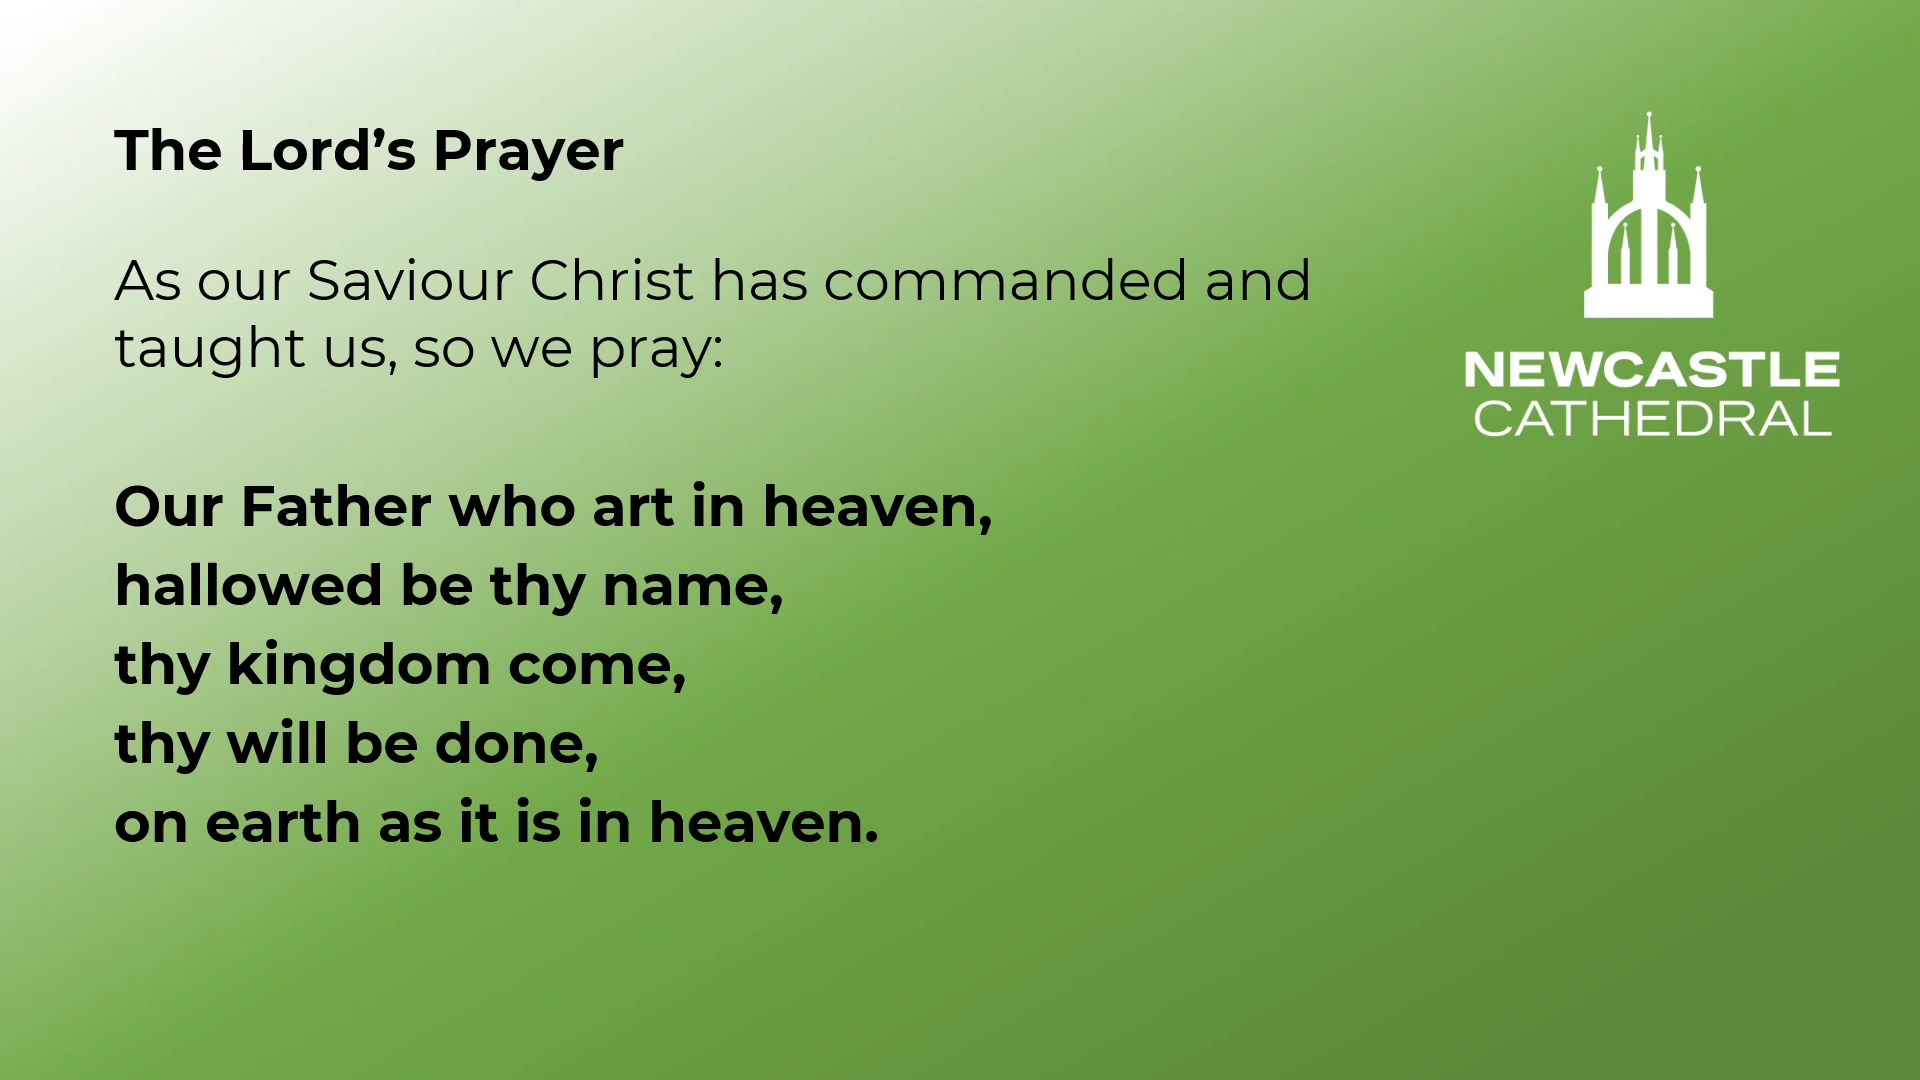 The Lord’s Prayer
As our Saviour Christ has commanded and
taught us, so we pray:
Our Father who art in heaven,
hallowed be thy name,
thy kingdom come,
thy will be done,
on earth as it is in heaven.
NEWCASTLE
CATHEDRAL